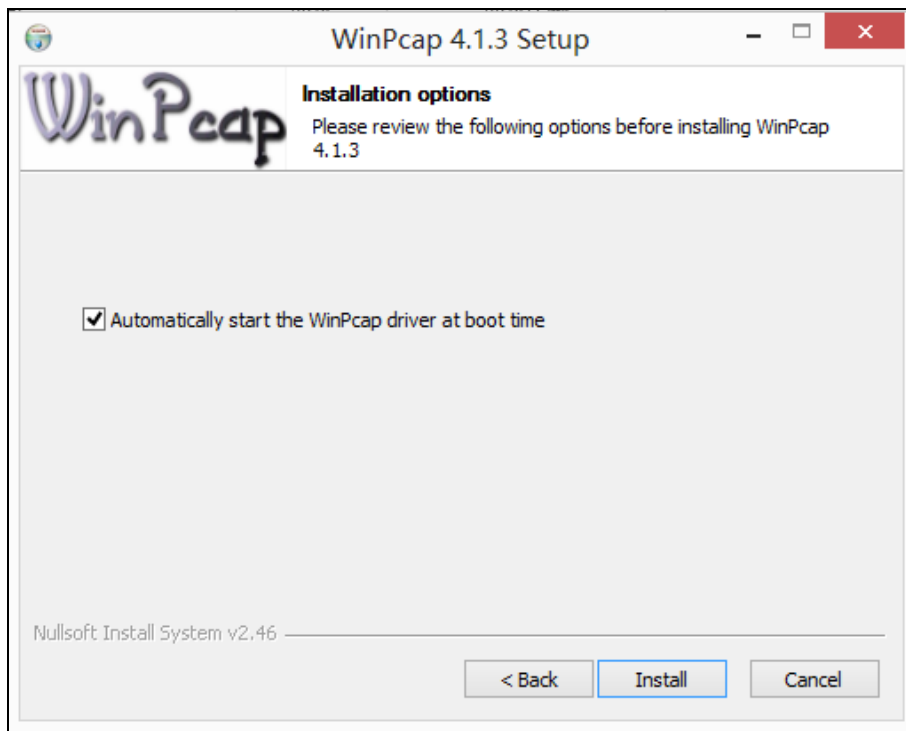 WinPcap 4.1.3 Setup
WinPcap
Installation options
Please review the following options before installing WinPcap
4.1.3
Automatically start the WinPcap driver at boot time
Nullsoft Install System v2.46
< Back
Install
Cancel